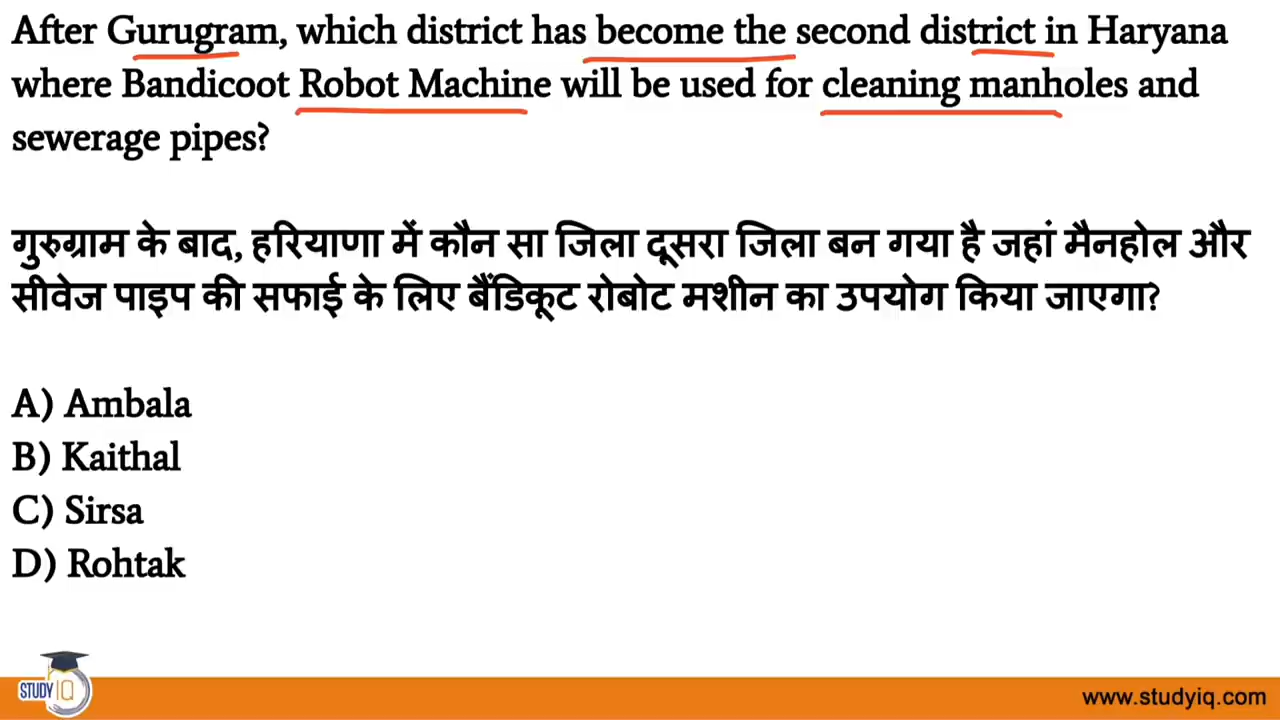 After Gurugram, which district has become the second district in Haryana
where Bandicoot Robot Machine will be used for cleaning manholes and
sewerage pipes?
गुरुग्राम के बाद, हरियाणा में कौन सा जिला दूसरा जिला बन गया है जहां मैनहोल और
सीवेज पाइप की सफाई के लिए बैंडिकूट रोबोट मशीन का उपयोग किया जाएगा?
A) Ambala
B) Kaithal
C) Sirsa
D) Rohtak
STUDY IQ
www.studyiq.com